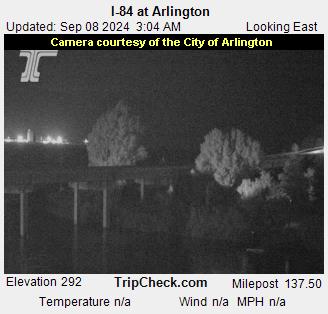 I-84 at Arlington
Updated: Sep 08 2024 3:04 AM Looking East
Camera courtesy of the City of Arlington
Elevation 292 TripCheck.com Milepost 137.50
Temperature n/a Wind n/a MPH n/a